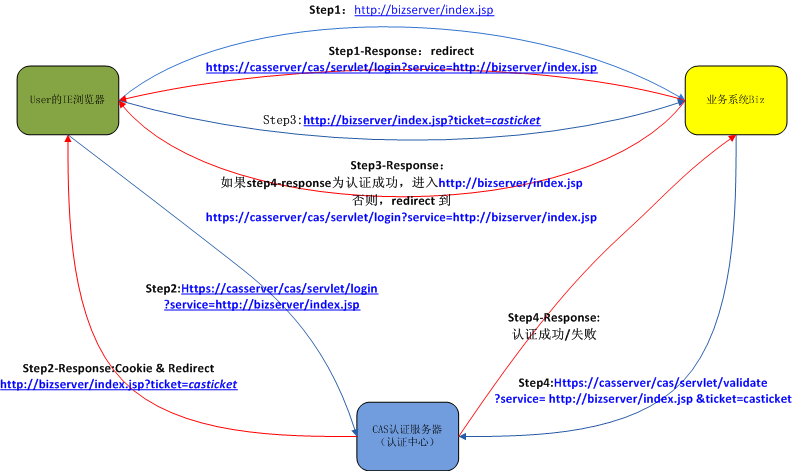 Step1: http://bizserver/index.jsp
Step1-Response: redirect
https://casserver/cas/servlet/login?service=http://bizserver/index.jsp
User的IE浏览器
业务系统Biz
Step3:http://bizserver/index.jsp?ticket=casticket
Step3-Response:
如果step4-response为认证成功，进入http://bizserver/index.jsp
否则，redirect 到
https://casserver/cas/servlet/login?service=http://bizserver/index.jsp
Step2:Https://casserver/cas/servlet/login
?service=http://bizserver/index.jsp
Step4-Response:
认证成功/失败
Step2-Response:Cookie & Redirect
http://bizserver/index.jsp?ticket=casticket
Step4:Https://casserver/cas/servlet/validate
?service= http://bizserver/index.jsp &ticket=casticket
CAS认证服务器
（认证中心）